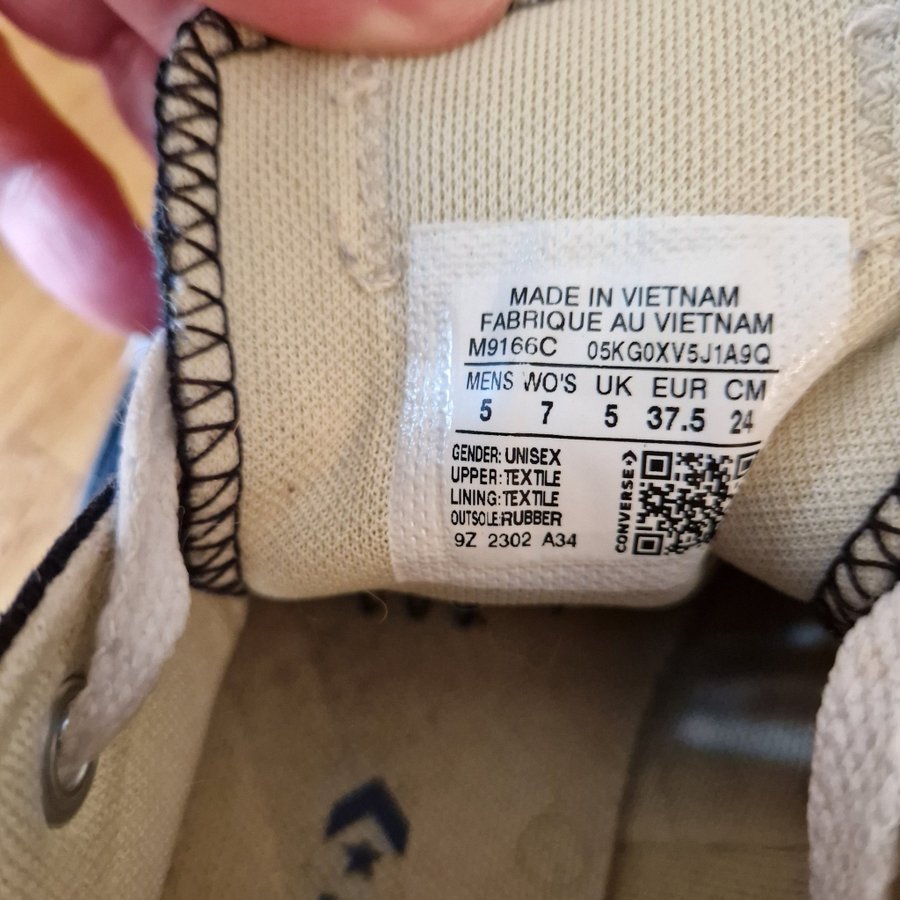 MADE IN VIETNAM
FABRIQUE AU VIETNAM
M9166C 05KG0XV5J1A9Q
MENS WO'S UK EUR CM
5 7 5 37.5 24
GENDER: UNISEX
UPPER: TEXTILE
LINING: TEXTILE
OUTSOLE: RUBBER
9Z 2302 A34
CONVERSE